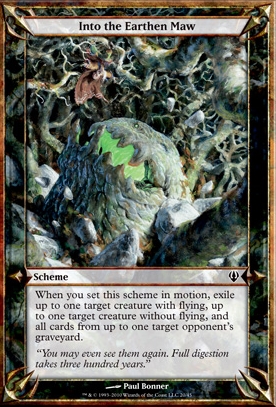 Into the Earthen Maw
Scheme
When you set this scheme in motion, exile
up to one target creature with flying, up
to one target creature without flying, and
all cards from up to one target opponent's
graveyard.
"You may even see them again. Full digestion
takes three hundred years."
Paul Bonner
™ & © 1993-2010 Wizards of the Coast LLC 20/45